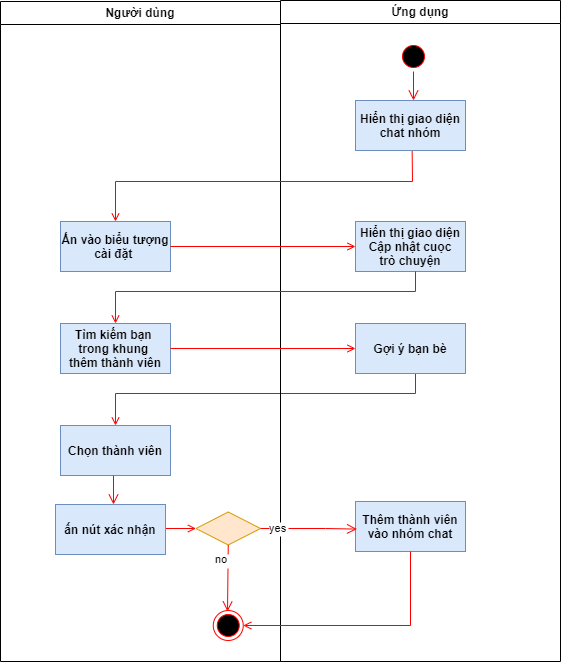 Người dùng
Ứng dụng
Hiển thị giao diện
chat nhóm
Ấn vào biểu tượng
cài đặt
Hiển thị giao diện
Cập nhật cuọc
trò chuyện
Tìm kiếm bạn
trong khung
thêm thành viên
Gợi ý bạn bè
Chọn thành viên
ấn nút xác nhận
yes
Thêm thành viên
vào nhóm chat
no